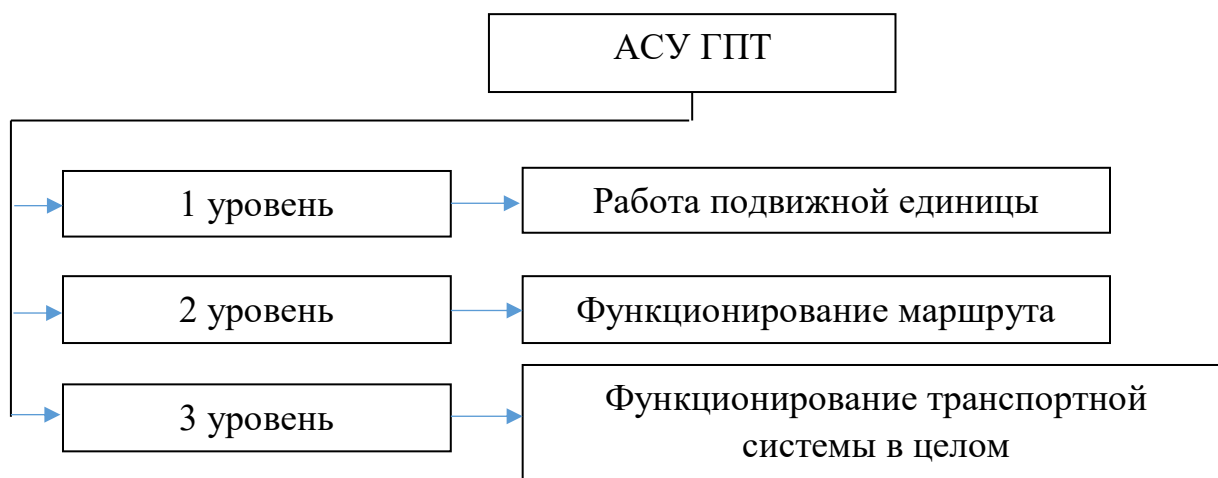 АСУ ГПТ
1 уровень
Работа подвижной единицы
2 уровень
Функционирование маршрута
3 уровень
Функционирование транспортной
системы в целом